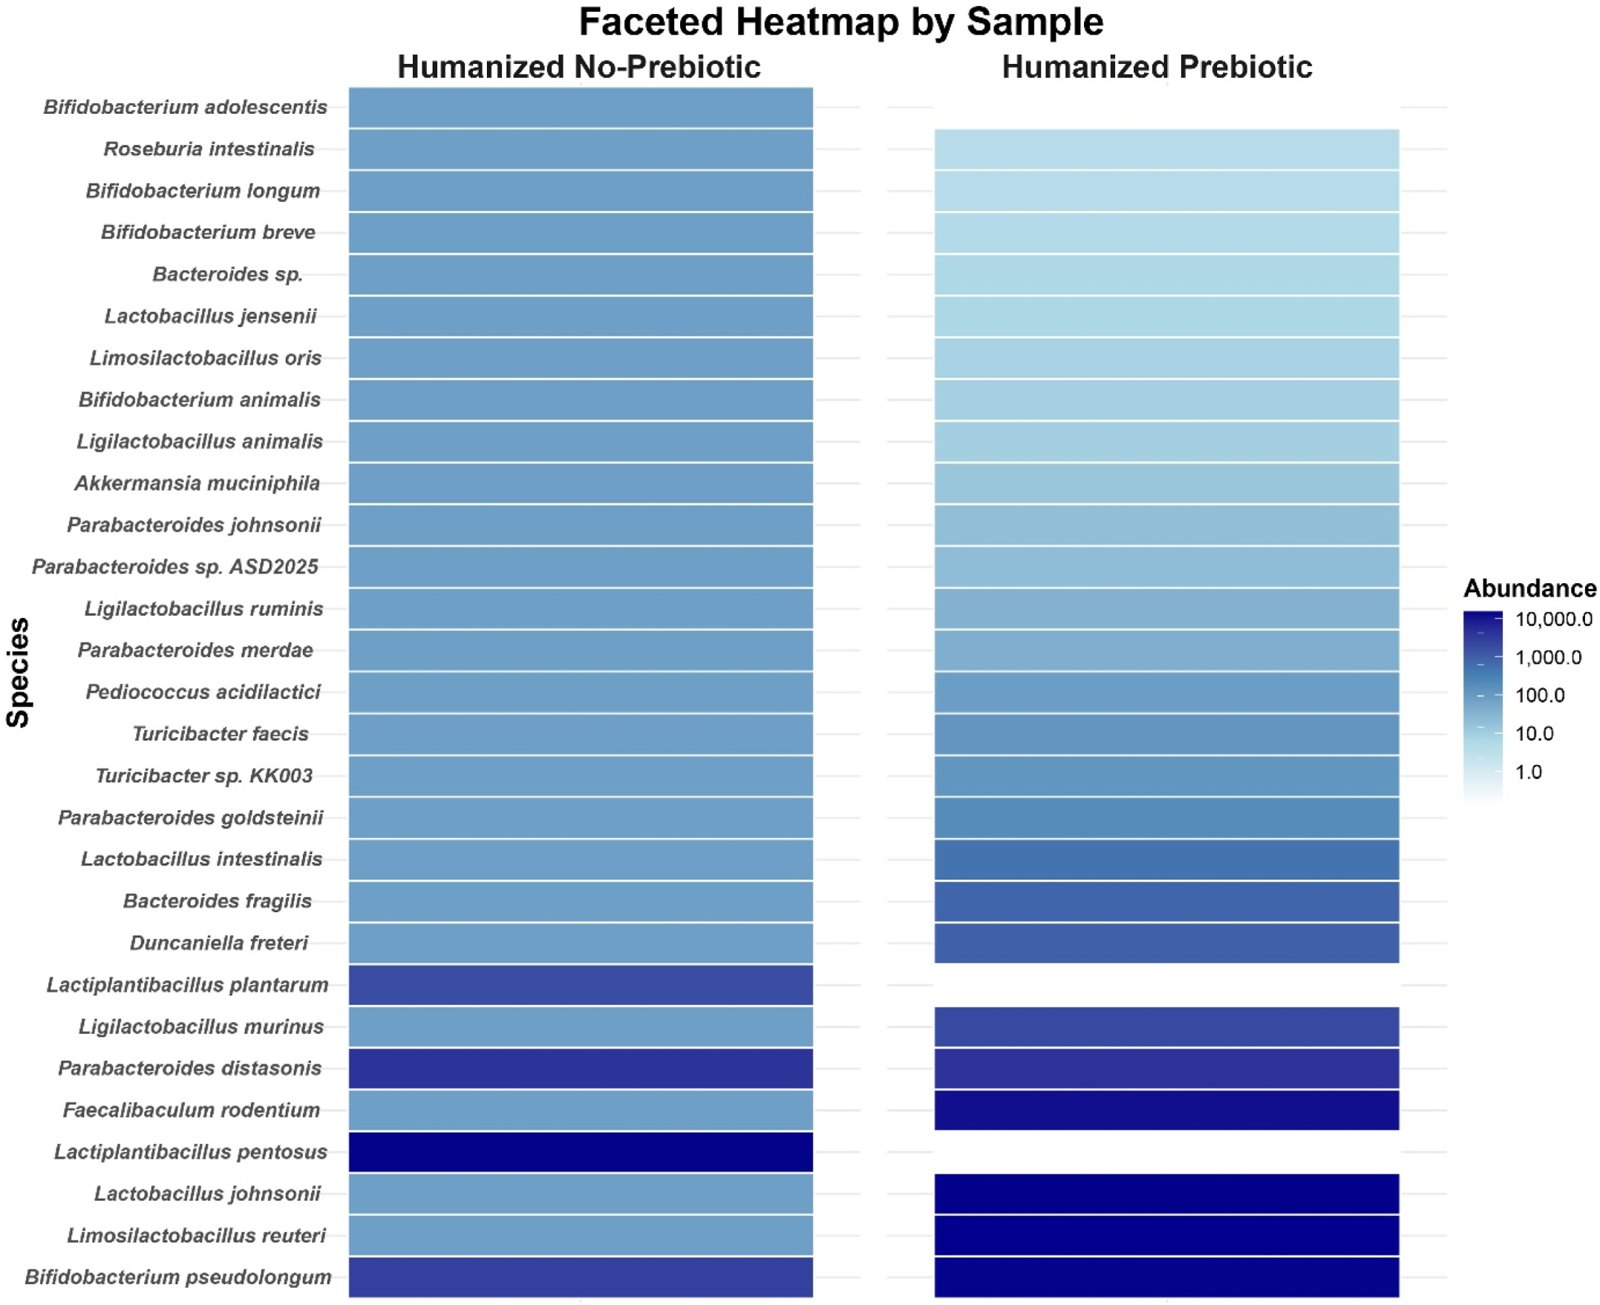 Faceted Heatmap by Sample
Humanized No-Prebiotic
Humanized Prebiotic
Bifidobacterium adolescentis
Roseburia intestinalis
Bifidobacterium longum
Bifidobacterium breve
Bacteroides sp.
Lactobacillus jensenii
Limosilactobacillus oris
Bifidobacterium animalis
Ligilactobacillus animalis
Akkermansia muciniphila
Parabacteroides johnsonii
Parabacteroides sp. ASD2025
Ligilactobacillus ruminis
Parabacteroides merdae
Pediococcus acidilactici
Turicibacter faecis
Turicibacter sp. KK003
Parabacteroides goldsteinii
Lactobacillus intestinalis
Bacteroides fragilis
Duncaniella freteri
Lactiplantibacillus plantarum
Ligilactobacillus murinus
Parabacteroides distasonis
Faecalibaculum rodentium
Lactiplantibacillus pentosus
Lactobacillus johnsonii
Limosilactobacillus reuteri
Bifidobacterium pseudolongum
Species
Abundance
10,000.0
1,000.0
100.0
10.0
1.0